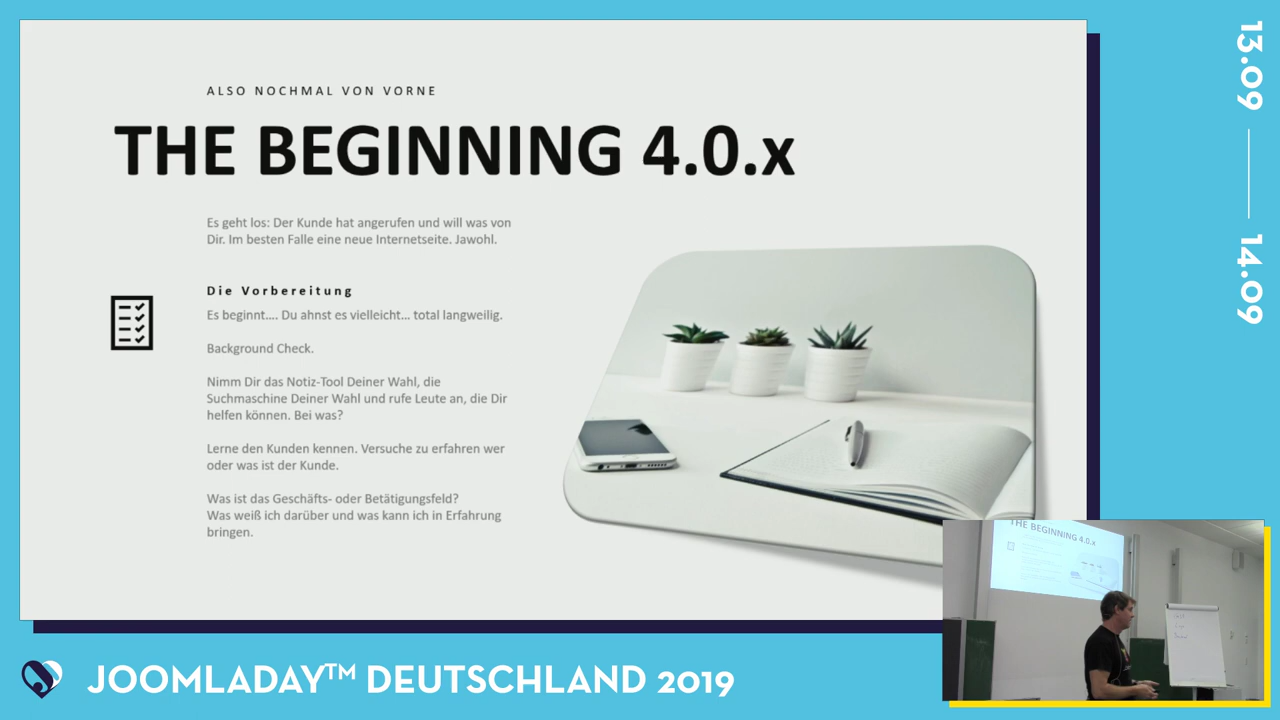 ALSO NOCHMAL VON VORNE
THE BEGINNING 4.0.x
Es geht los: Der Kunde hat angerufen und will was von
Dir. Im besten Falle eine neue Internetseite. Jawohl.
Die Vorbereitung
Es beginnt.... Du ahnst es vielleicht... total langweilig.
Background Check.
Nimm Dir das Notiz-Tool Deiner Wahl, die
Suchmaschine Deiner Wahl und rufe Leute an, die Dir
helfen können. Bei was?
Lerne den Kunden kennen. Versuche zu erfahren wer
oder was ist der Kunde.
Was ist das Geschäfts- oder Betätigungsfeld?
Was weiß ich darüber und was kann ich in Erfahrung
bringen.
13.09
14.09
THE BEGINNING 4.0.x
JOOMLADAY™ DEUTSCHLAND 2019